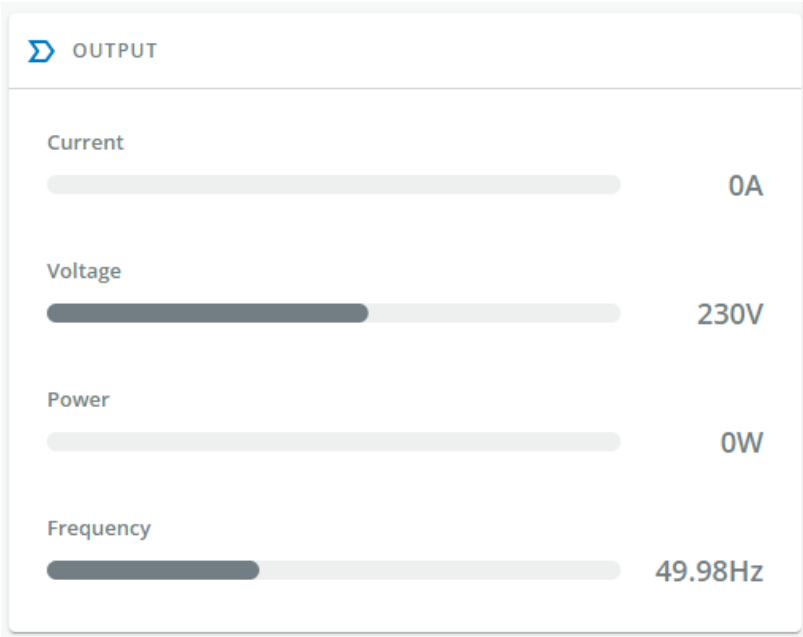 OUTPUT
Current
0A
Voltage
230V
Power
0W
Frequency
49.98Hz